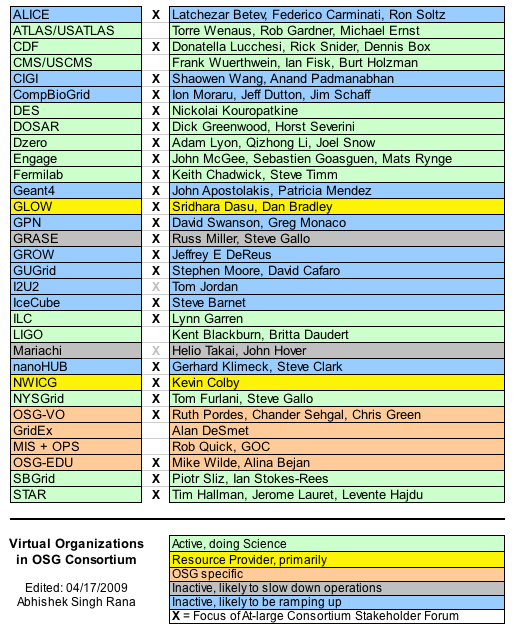 ALICE X Latchezar Betev, Federico Carminati, Ron Soltz
ATLAS/USATLAS Torre Wenaus, Rob Gardner, Michael Ernst
CDF X Donatella Lucchesi, Rick Snider, Dennis Box
CMS/USCMS Frank Wuerthwein, Ian Fisk, Burt Holzman
CIGI X Shaowen Wang, Anand Padmanabhan
CompBioGrid X Ion Moraru, Jeff Dutton, Jim Schaff
DES X Nickolai Kouropatkine
DOSAR X Dick Greenwood, Horst Severini
Dzero X Adam Lyon, Qizhong Li, Joel Snow
Engage X John McGee, Sebastien Goasguen, Mats Rynge
Fermilab X Keith Chadwick, Steve Timm
Geant4 X John Apostolakis, Patricia Mendez
GLOW X Sridhara Dasu, Dan Bradley
GPN X David Swanson, Greg Monaco
GRASE X Russ Miller, Steve Gallo
GROW X Jeffrey E DeReus
GUGrid X Stephen Moore, David Cafaro
I2U2 X Tom Jordan
IceCube X Steve Barnet
ILC X Lynn Garren
LIGO Kent Blackburn, Britta Daudert
Mariachi X Helio Takai, John Hover
nanoHUB X Gerhard Klimeck, Steve Clark
NWICG X Kevin Colby
NYSGrid X Tom Furlani, Steve Gallo
OSG-VO X Ruth Pordes, Chander Sehgal, Chris Green
GridEx Alan DeSmet
MIS + OPS Rob Quick, GOC
OSG-EDU X Mike Wilde, Alina Bejan
SBGrid X Piotr Sliz, Ian Stokes-Rees
STAR X Tim Hallman, Jerome Lauret, Levente Hajdu
Virtual Organizations
in OSG Consortium
Edited: 04/17/2009
Abhishek Singh Rana
Active, doing Science
Resource Provider, primarily
OSG specific
Inactive, likely to slow down operations
Inactive, likely to be ramping up
X = Focus of At-large Consortium Stakeholder Forum